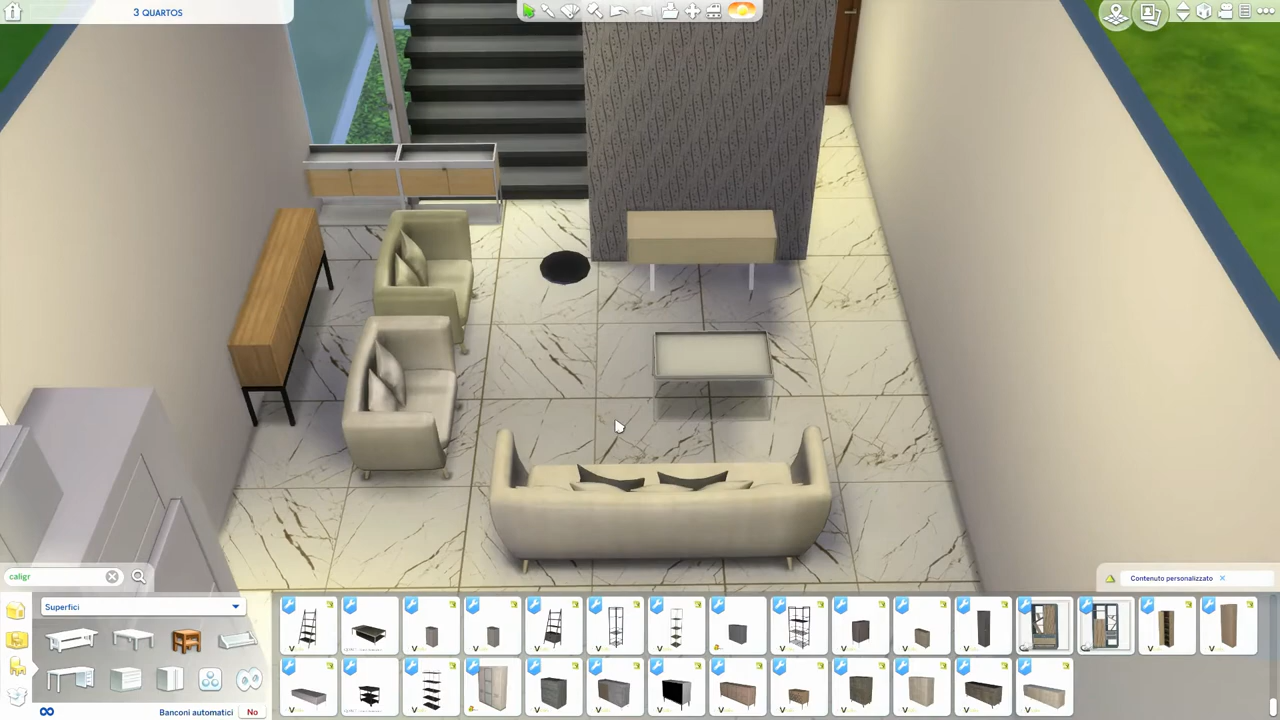 3 QUARTOS
caligr
Contenuto personalizzato
Superfici
Banconi automatici
No